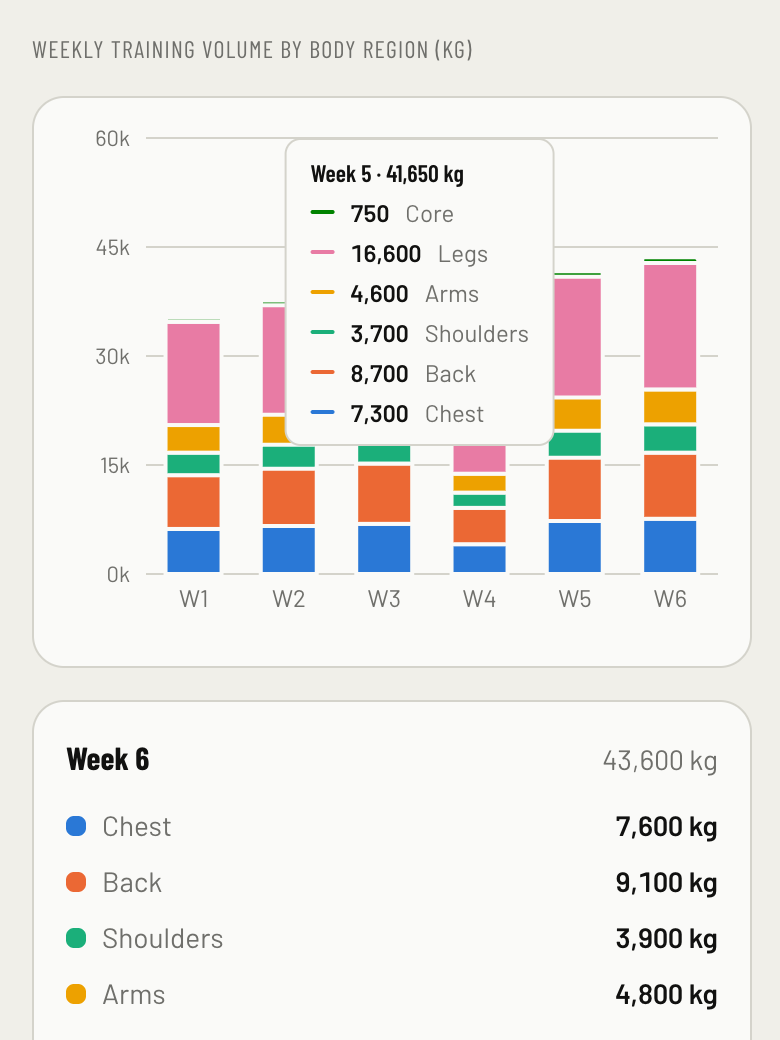 WEEKLY TRAINING VOLUME BY BODY REGION (KG)
60k
45k
30k
15k
0k
Week 5 · 41,650 kg
750 Core
16,600 Legs
4,600 Arms
3,700 Shoulders
8,700 Back
7,300 Chest
W1 W2 W3 W4 W5 W6
Week 6 43,600 kg
Chest 7,600 kg
Back 9,100 kg
Shoulders 3,900 kg
Arms 4,800 kg